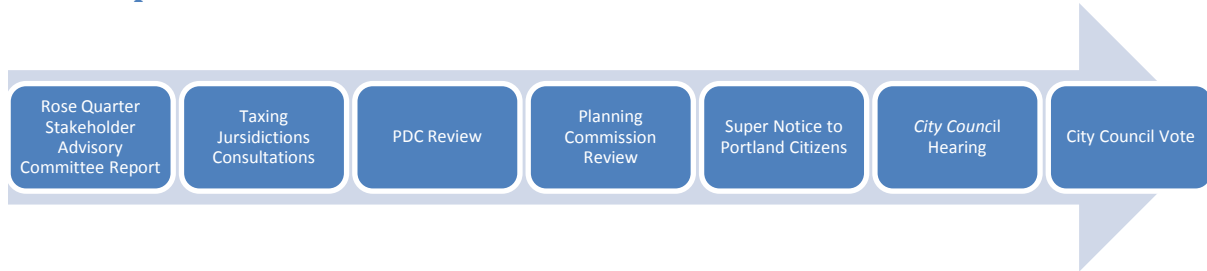 Rose Quarter
Stakeholder
Advisory
Committee Report
Taxing
Jursidictions
Consultations
PDC Review
Planning
Commission
Review
Super Notice to
Portland Citizens
City Council
Hearing
City Council Vote